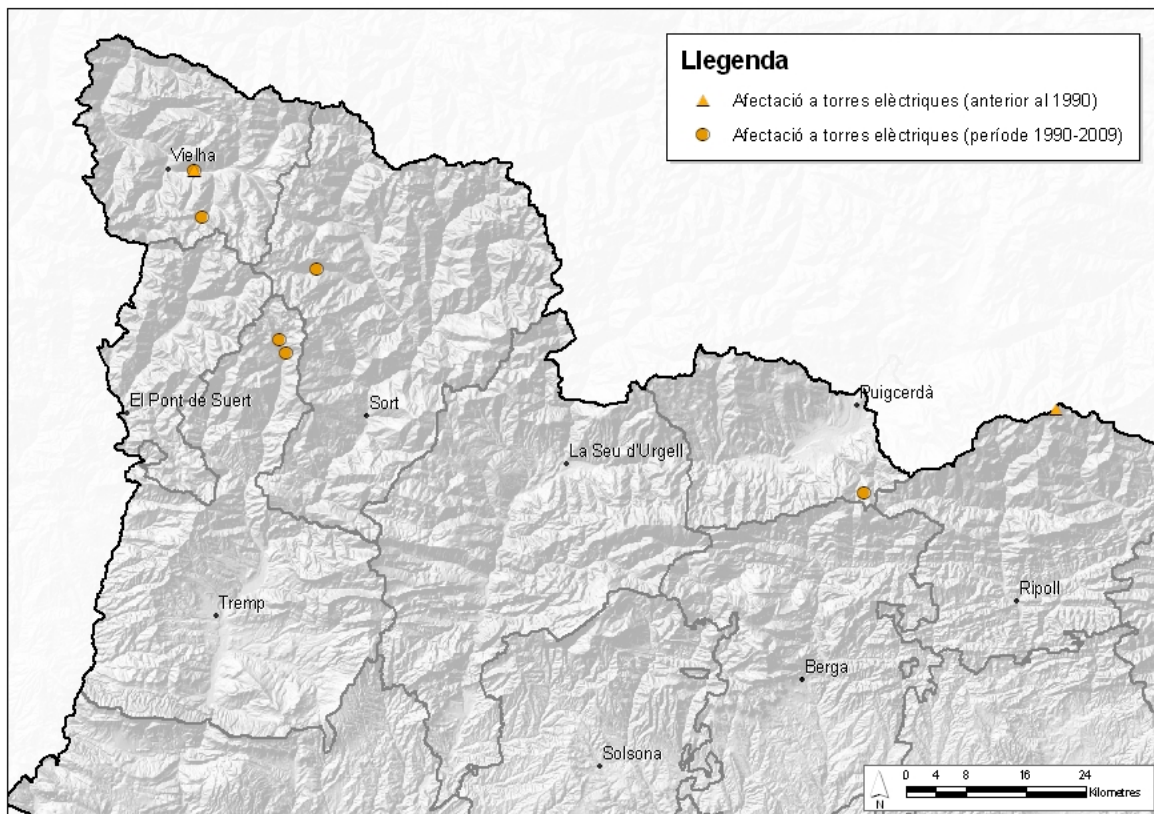 Llegenda
Afectació a torres elèctriques (anterior al 1990)
Afectació a torres elèctriques (període 1990-2009)
Vielha
El Pont de Suert
Sort
Puigcerdà
La Seu d'Urgell
Tremp
Ripoll
Berga
Solsona
0 4 8 16 24
Kilometres
N